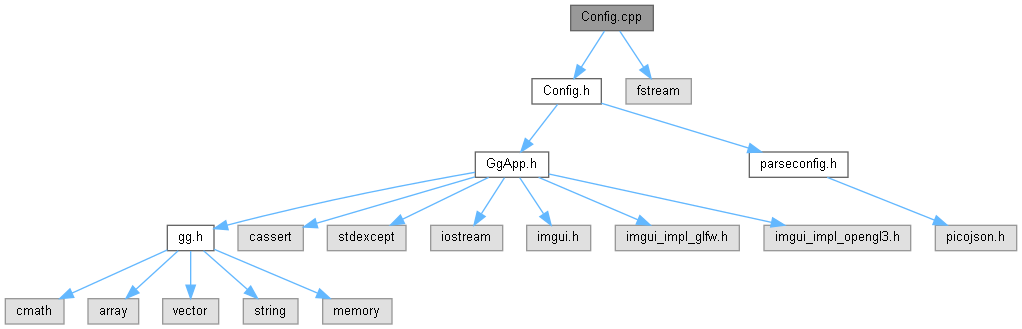 Config.cpp
Config.h
fstream
GgApp.h
parseconfig.h
gg.h
cassert
stdexcept
iostream
imgui.h
imgui_impl_glfw.h
imgui_impl_opengl3.h
picojson.h
cmath
array
vector
string
memory